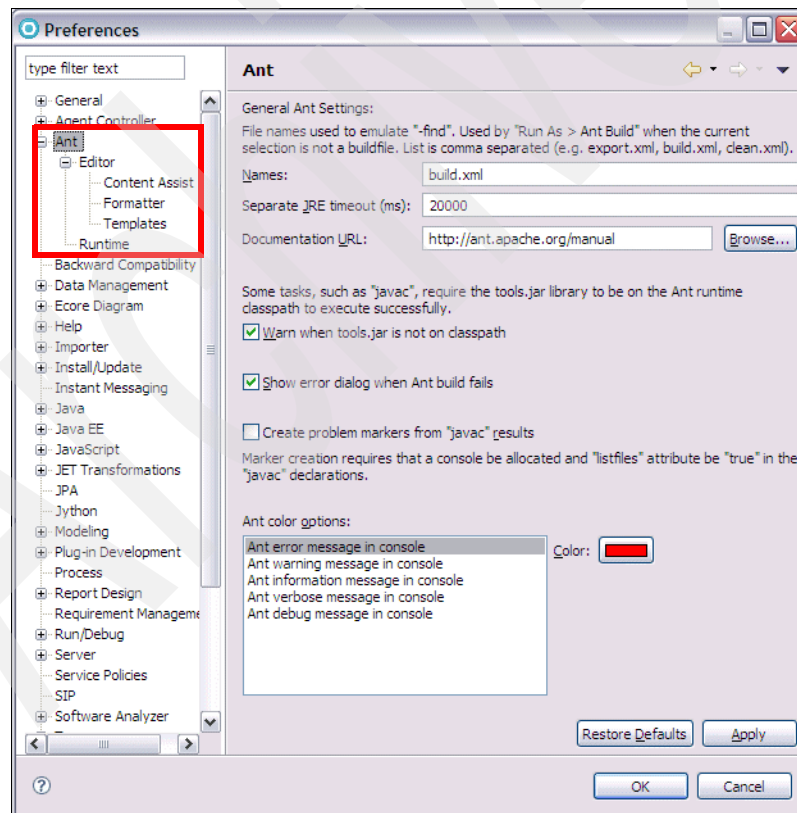 Preferences
type filter text
General
Agent Controller
Ant
Editor
Content Assist
Formatter
Templates
Runtime
Backward Compatibility
Data Management
Ecore Diagram
Help
Importer
Install/Update
Instant Messaging
Java
Java EE
JavaScript
JET Transformations
JPA
Jython
Modeling
Plug-in Development
Process
Report Design
Requirement Manageme
Run/Debug
Server
Service Policies
SIP
Software Analyzer
Ant
General Ant Settings:
File names used to emulate "-find". Used by "Run As > Ant Build" when the current
selection is not a buildfile. List is comma separated (e.g. export.xml, build.xml, clean.xml).
Names: build.xml
Separate JRE timeout (ms): 20000
Documentation URL: http://ant.apache.org/manual Browse...
Some tasks, such as "javac", require the tools.jar library to be on the Ant runtime
classpath to execute successfully.
Warn when tools.jar is not on classpath
Show error dialog when Ant build fails
Create problem markers from "javac" results
Marker creation requires that a console be allocated and "listfiles" attribute be "true" in the
"javac" declarations.
Ant color options:
Ant error message in console
Color:
Ant warning message in console
Ant information message in console
Ant verbose message in console
Ant debug message in console
Restore Defaults Apply
? OK Cancel